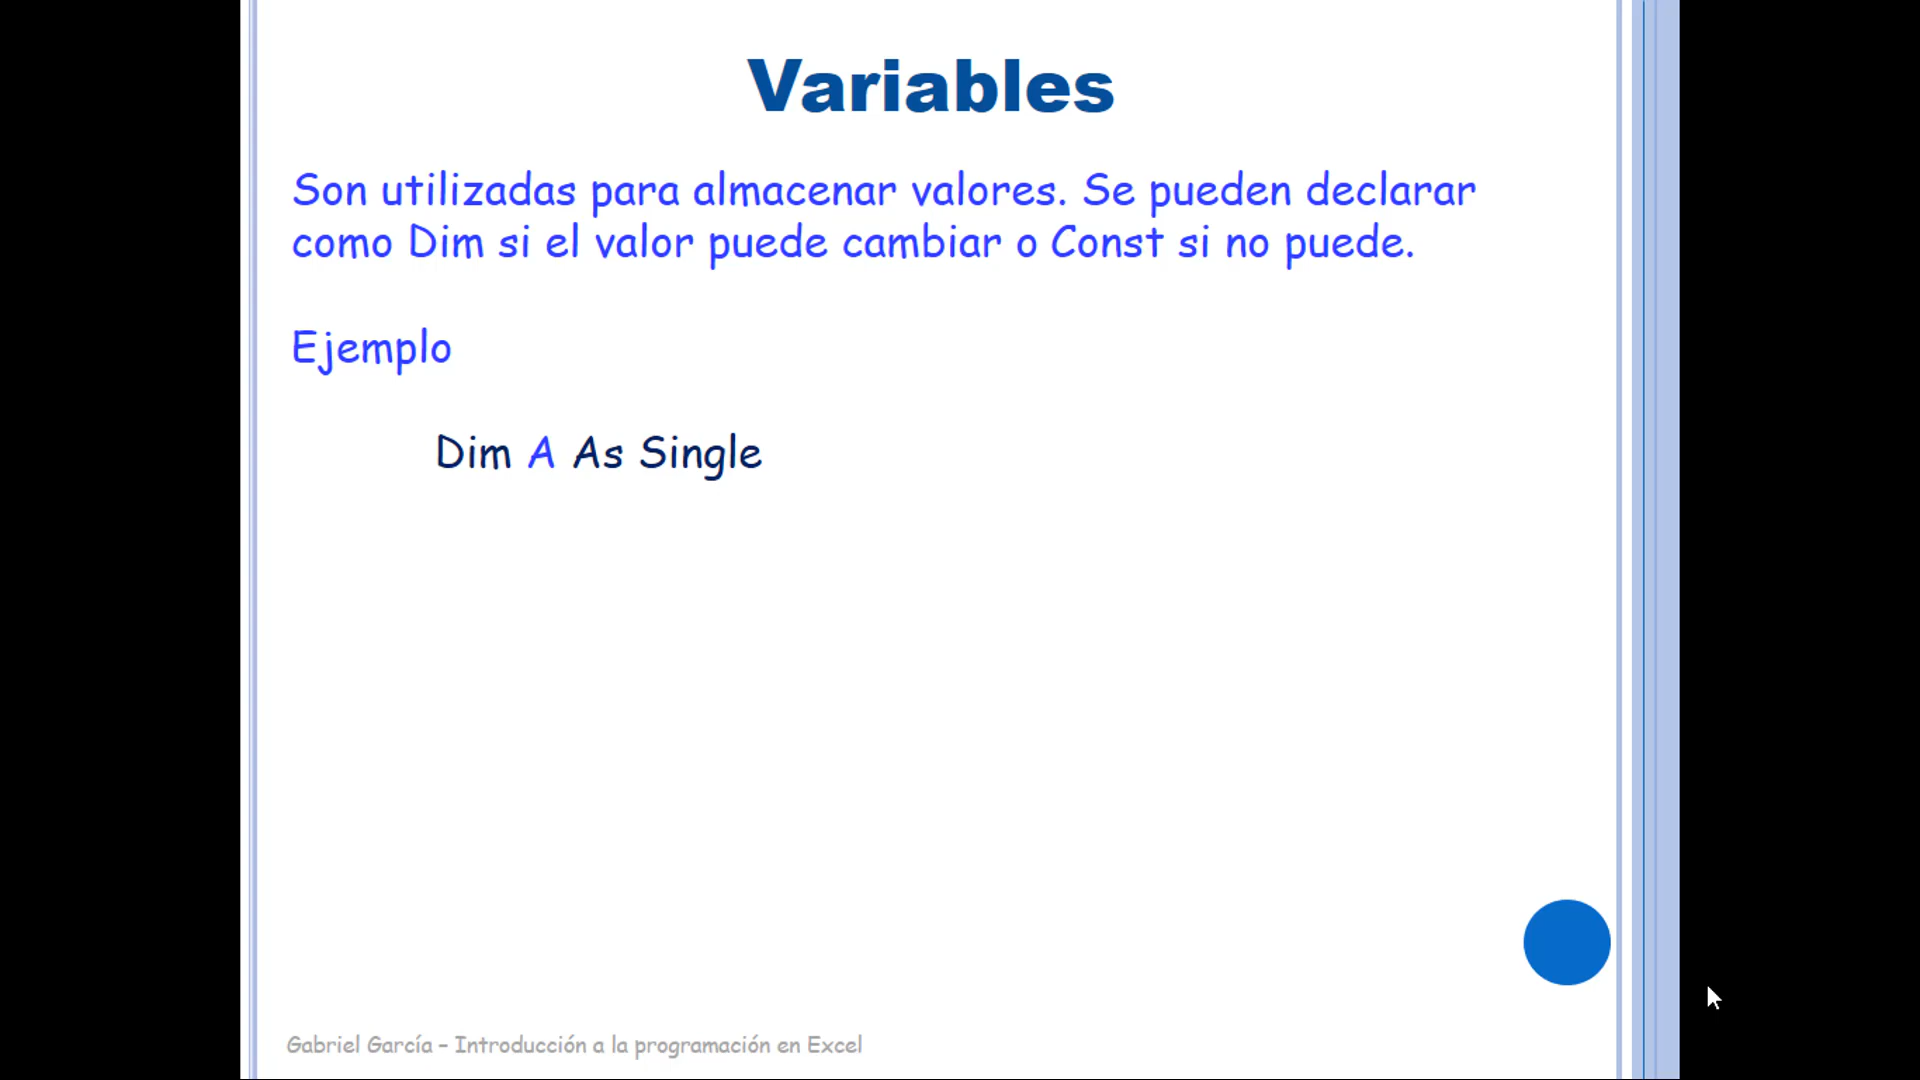 Variables
Son utilizadas para almacenar valores. Se pueden declarar
como Dim si el valor puede cambiar o Const si no puede.
Ejemplo
Dim A As Single
Gabriel García – Introducción a la programación en Excel